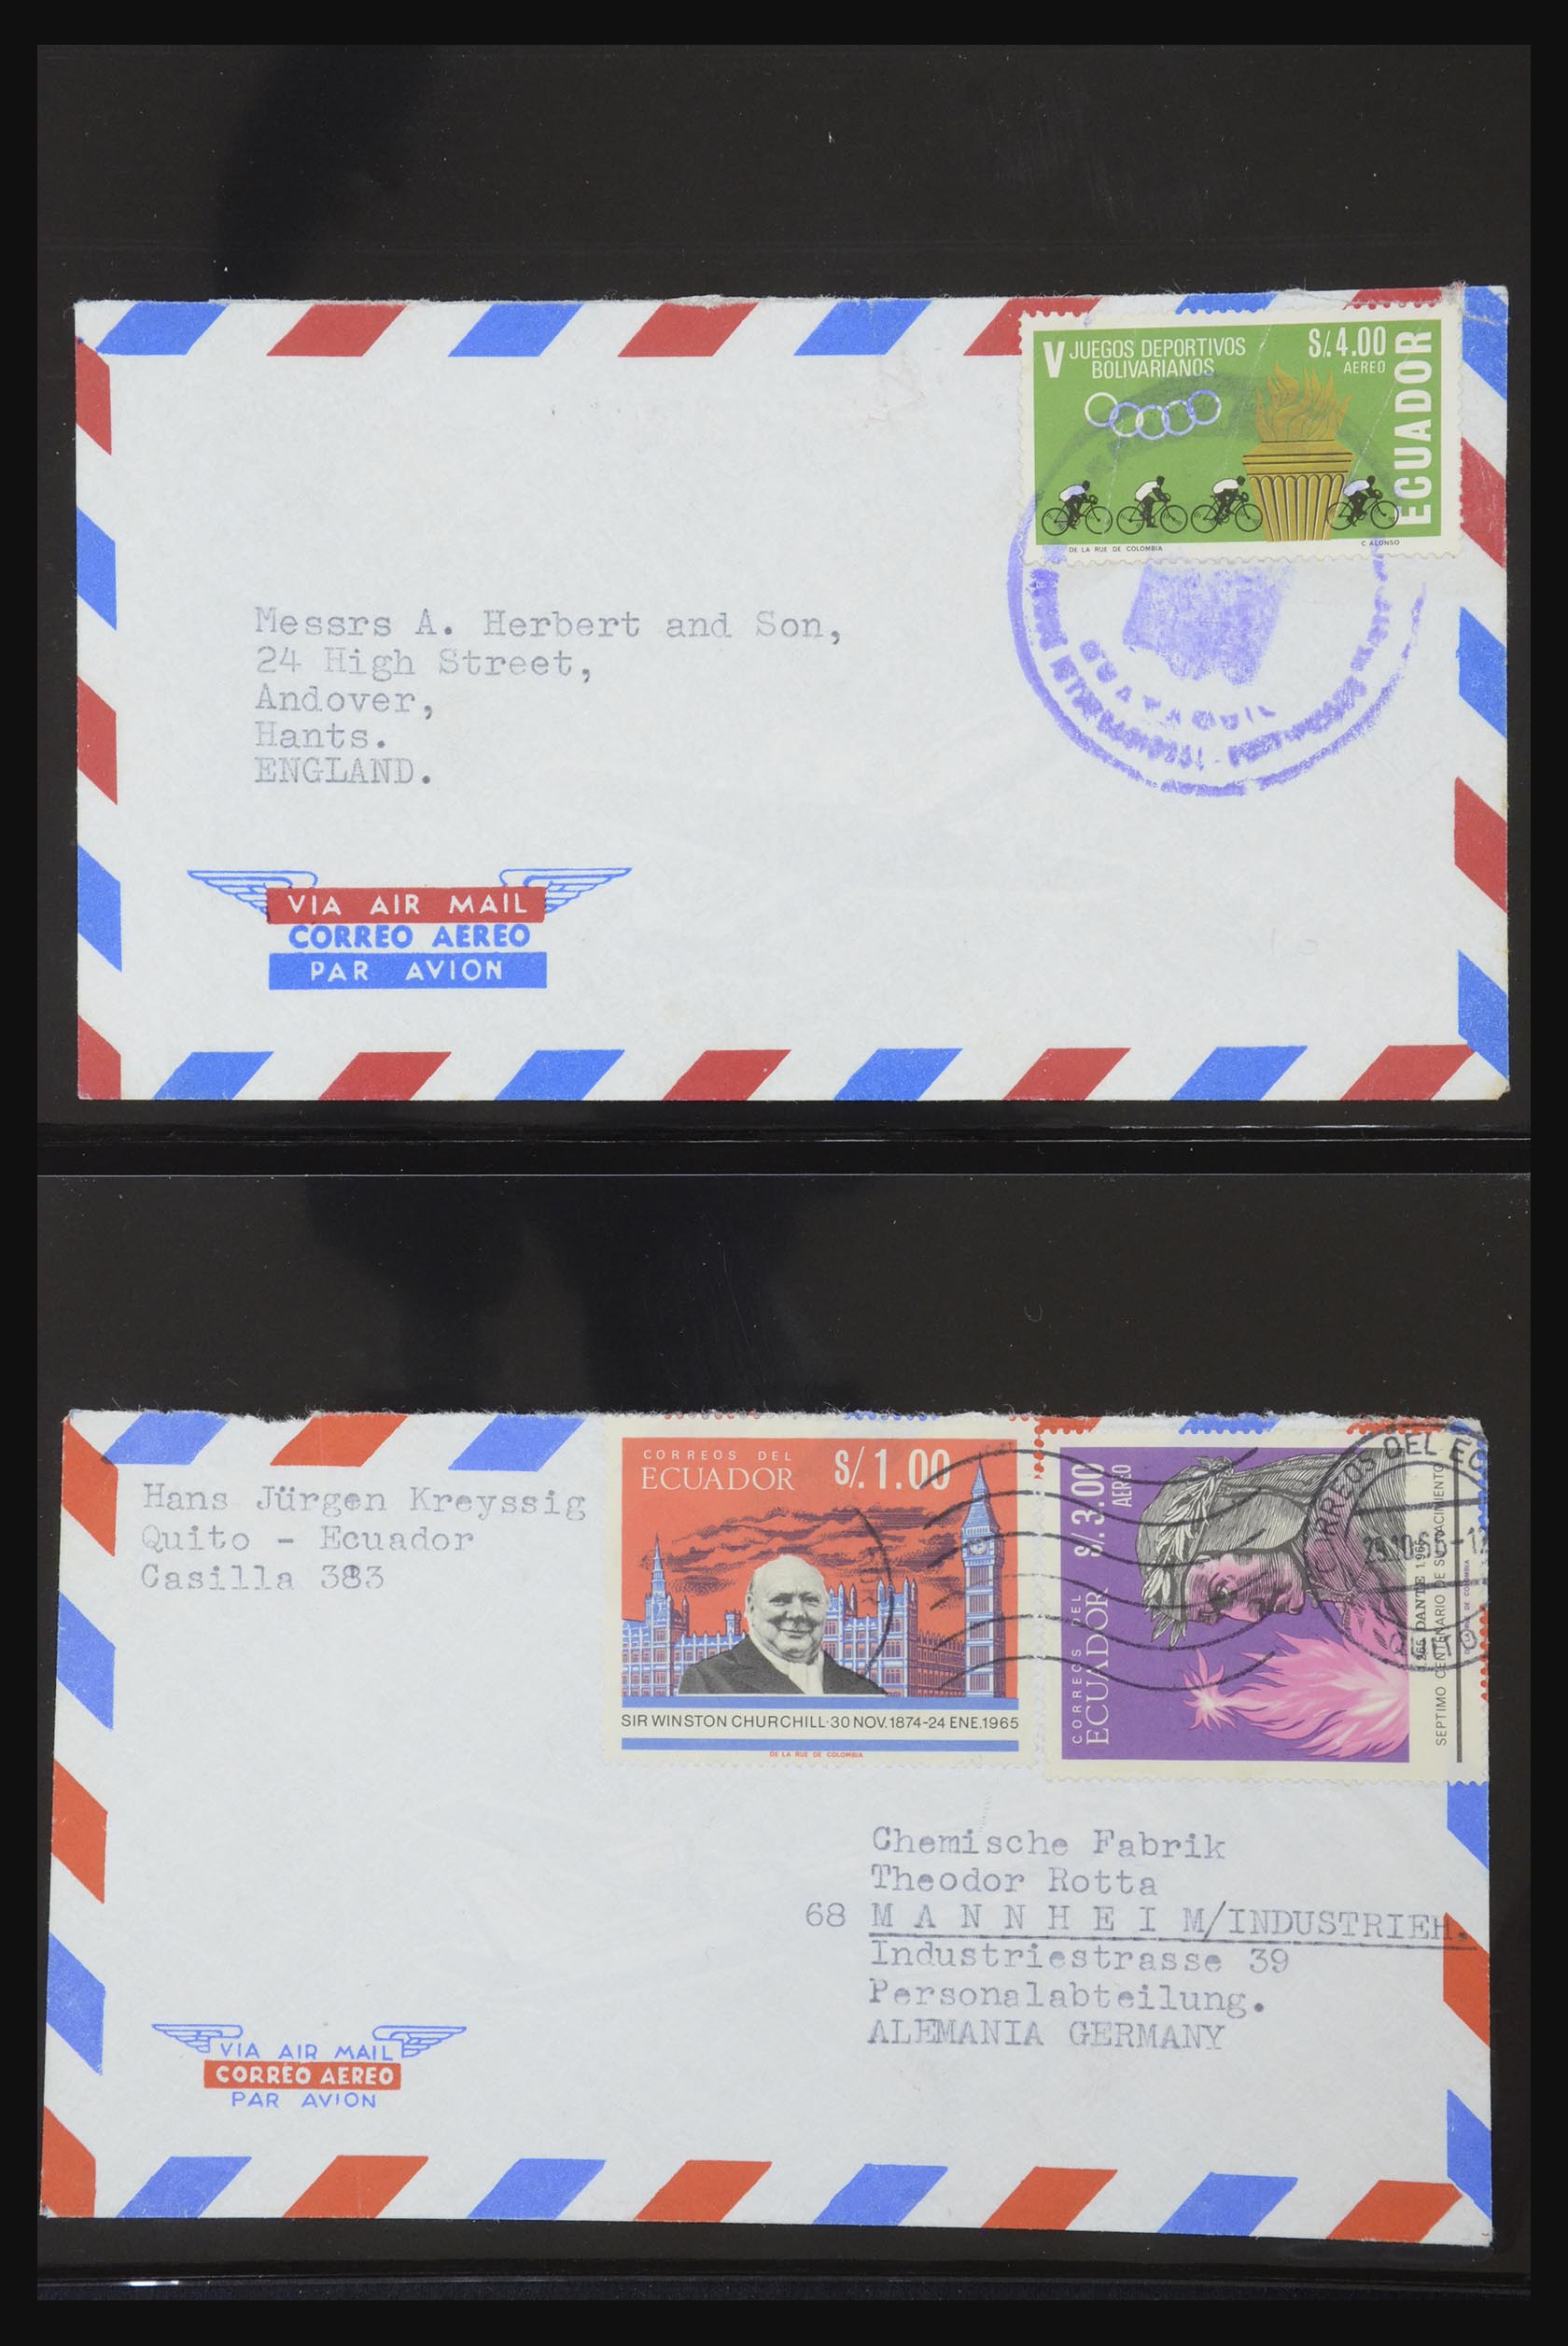 V JUEGOS DEPORTIVOS
BOLIVARIANOS
S/.4.00
AEREO
ECUADOR
DE LA RUE DE COLOMBIA
C ALONSO
Messrs A. Herbert and Son,
24 High Street,
Andover,
Hants.
ENGLAND.
VIA AIR MAIL
CORREO AEREO
PAR AVION
Hans Jürgen Kreyssig
Quito - Ecuador
Casilla 383
CORREOS DEL
ECUADOR
S/.1.00
SIR WINSTON CHURCHILL·30 NOV.1874-24 ENE.1965
DE LA RUE DE COLOMBIA
CORREOS DEL
ECUADOR
S/.3.00
AEREO
DANTE
SEPTIMO CENTENARIO DE SU NACIMIENTO
CORREOS DEL
Chemische Fabrik
Theodor Rotta
68 MANNHEIM/INDUSTRIEH.
Industriestrasse 39
Personalabteilung.
ALEMANIA GERMANY
VIA AIR MAIL
CORREO AEREO
PAR AVION